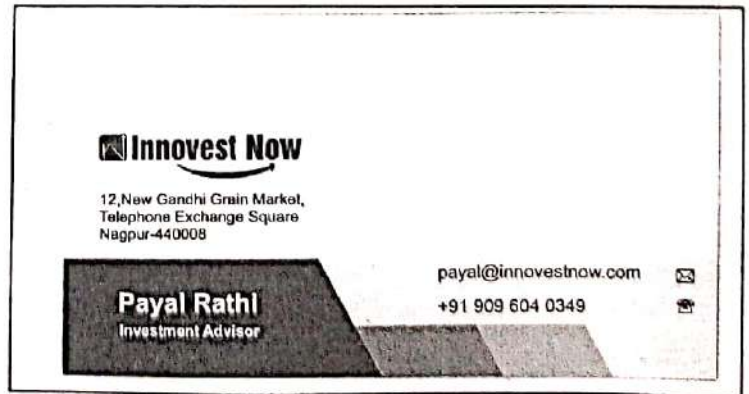 Innovest Now
12,New Gandhi Grain Market,
Telephone Exchange Square
Nagpur-440008
payal@innovestnow.com
+91 909 604 0349
Payal Rathi
Investment Advisor